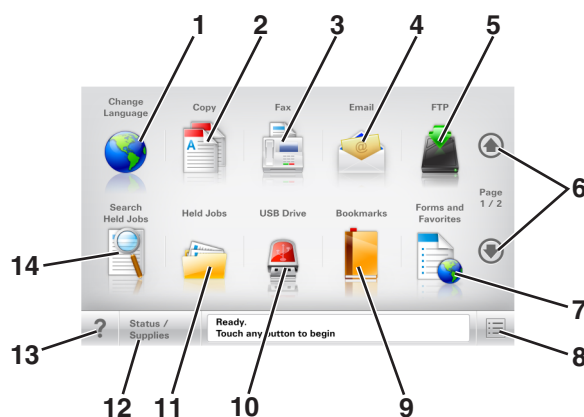 1 2 3 4 5
Change Language Copy Fax Email FTP
A @
6
Page
1 / 2
Search Held Jobs Held Jobs USB Drive Bookmarks Forms and Favorites
14
7
? Status / Supplies Ready.
Touch any button to begin
13 12 11 10 9 8